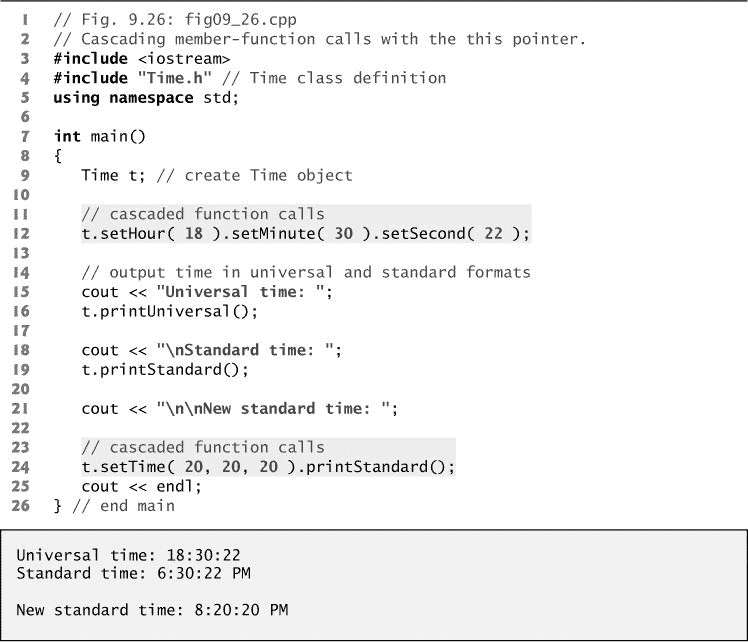 1 // Fig. 9.26: fig09_26.cpp
2 // Cascading member-function calls with the this pointer.
3 #include <iostream>
4 #include "Time.h" // Time class definition
5 using namespace std;
6
7 int main()
8 {
9 Time t; // create Time object
10
11 // cascaded function calls
12 t.setHour( 18 ).setMinute( 30 ).setSecond( 22 );
13
14 // output time in universal and standard formats
15 cout << "Universal time: ";
16 t.printUniversal();
17
18 cout << "\nStandard time: ";
19 t.printStandard();
20
21 cout << "\n\nNew standard time: ";
22
23 // cascaded function calls
24 t.setTime( 20, 20, 20 ).printStandard();
25 cout << endl;
26 } // end main
Universal time: 18:30:22
Standard time: 6:30:22 PM
New standard time: 8:20:20 PM